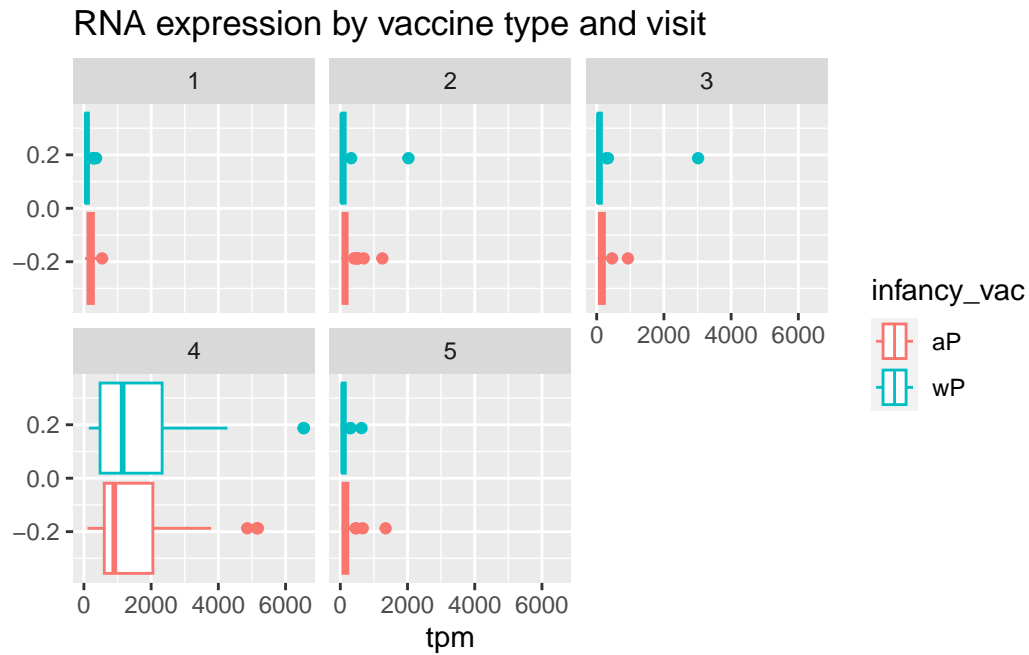 RNA expression by vaccine type and visit
1 2 3
0.2
0.0
−0.2
0 2000 4000 6000
4 5
0.2
0.0
−0.2
0 2000 4000 6000 0 2000 4000 6000
tpm
infancy_vac
aP
wP